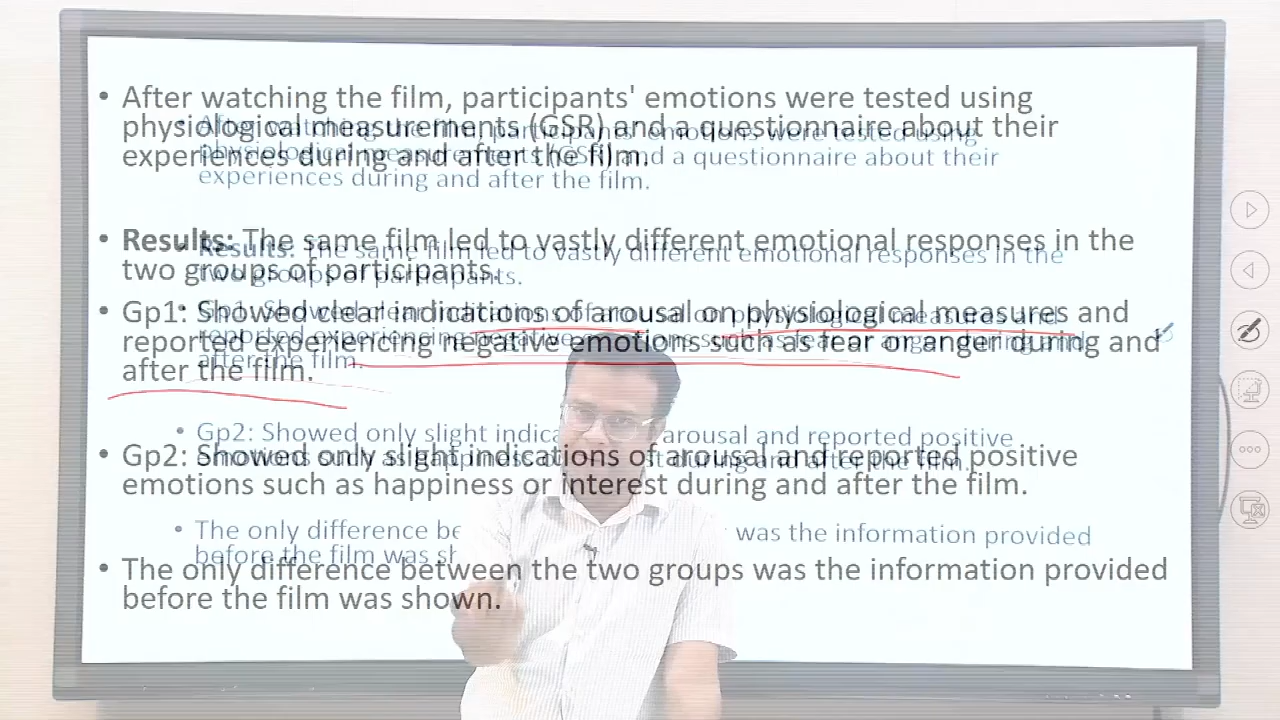 • After watching the film, participants' emotions were tested using
physiological measurements (GSR) and a questionnaire about their
experiences during and after the film.
• Results: The same film led to vastly different emotional responses in the
two groups of participants.
• Gp1: Showed clear indications of arousal on physiological measures and
reported experiencing negative emotions such as fear or anger during and
after the film.
• Gp2: Showed only slight indications of arousal and reported positive
emotions such as happiness or interest during and after the film.
• The only difference between the two groups was the information provided
before the film was shown.